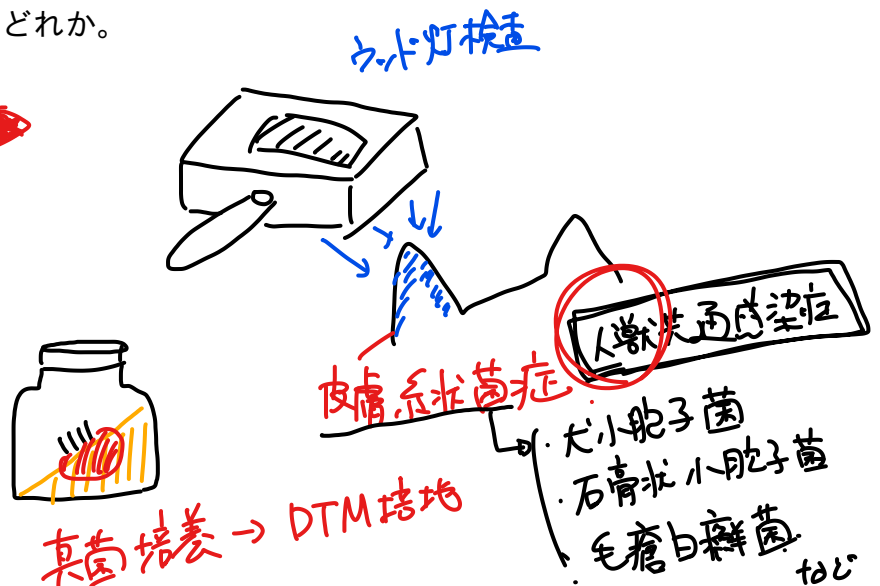 どれか。
ウッド灯検査
人獣共通感染症
皮膚糸状菌症
・犬小胞子菌
・石膏状小胞子菌
・毛瘡白癬菌
など
真菌培養→DTM培地